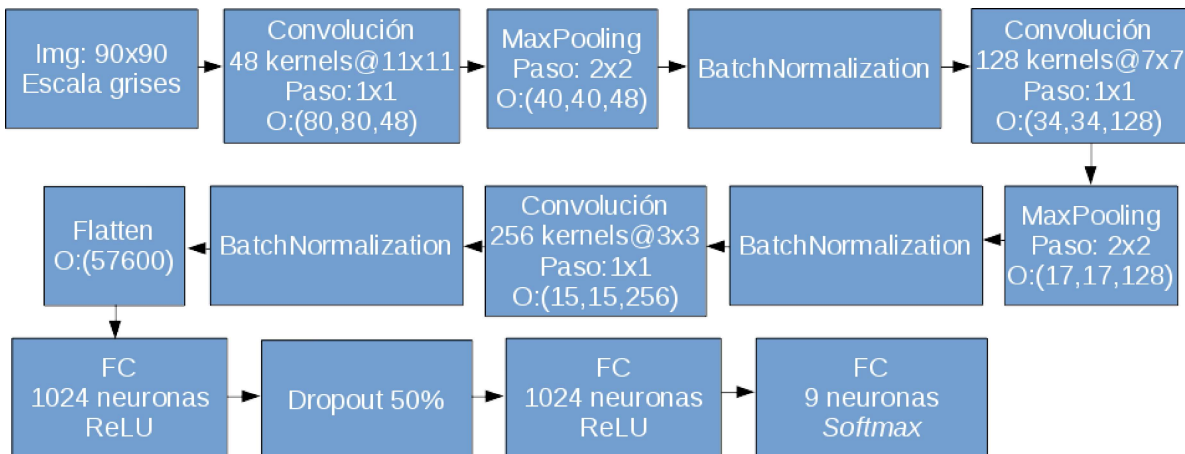 Img: 90x90
Escala grises
Convolución
48 kernels@11x11
Paso:1x1
O:(80,80,48)
MaxPooling
Paso: 2x2
O:(40,40,48)
BatchNormalization
Convolución
128 kernels@7x7
Paso:1x1
O:(34,34,128)
MaxPooling
Paso: 2x2
O:(17,17,128)
BatchNormalization
Convolución
256 kernels@3x3
Paso:1x1
O:(15,15,256)
BatchNormalization
Flatten
O:(57600)
FC
1024 neuronas
ReLU
Dropout 50%
FC
1024 neuronas
ReLU
FC
9 neuronas
Softmax